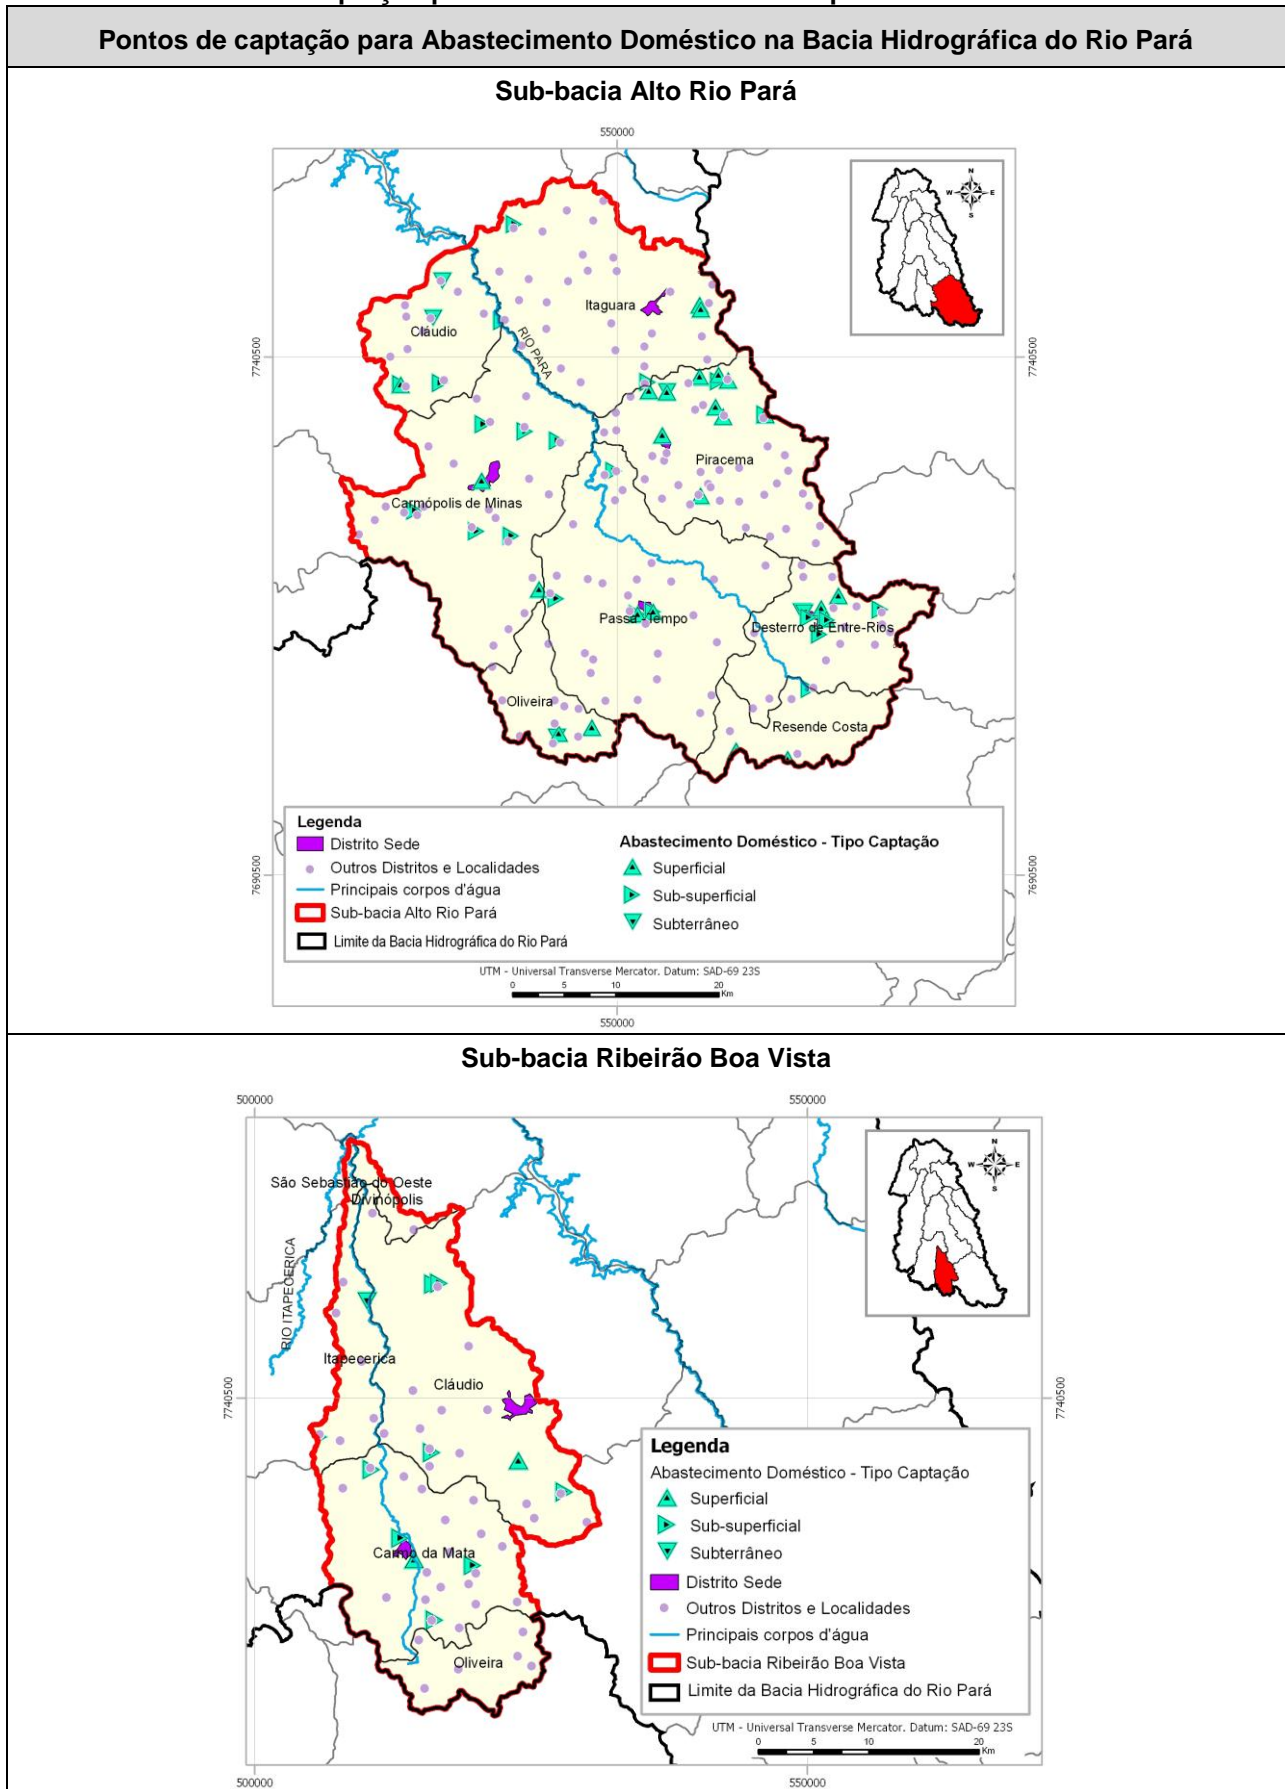 Pontos de captação para Abastecimento Doméstico na Bacia Hidrográfica do Rio Pará
Sub-bacia Alto Rio Pará
550000
N
W E
S
Itaguara
Cláudio
RIO PARA
7740500
7740500
Piracema
Carmópolis de Minas
Passa -Tempo
Desterro de Entre-Rios
Oliveira
Resende Costa
Legenda
Distrito Sede
Outros Distritos e Localidades
Principais corpos d'água
Sub-bacia Alto Rio Pará
Limite da Bacia Hidrográfica do Rio Pará
Abastecimento Doméstico - Tipo Captação
Superficial
Sub-superficial
Subterrâneo
7690500
7690500
UTM - Universal Transverse Mercator. Datum: SAD-69 23S
0 5 10 20
Km
550000
Sub-bacia Ribeirão Boa Vista
500000
550000
N
W E
S
São Sebastião do Oeste
Divinópolis
RIO ITAPECERICA
Itapecerica
Cláudio
7740500
7740500
Carmo da Mata
Oliveira
Legenda
Abastecimento Doméstico - Tipo Captação
Superficial
Sub-superficial
Subterrâneo
Distrito Sede
Outros Distritos e Localidades
Principais corpos d'água
Sub-bacia Ribeirão Boa Vista
Limite da Bacia Hidrográfica do Rio Pará
UTM - Universal Transverse Mercator. Datum: SAD-69 23S
0 5 10 20
Km
500000
550000